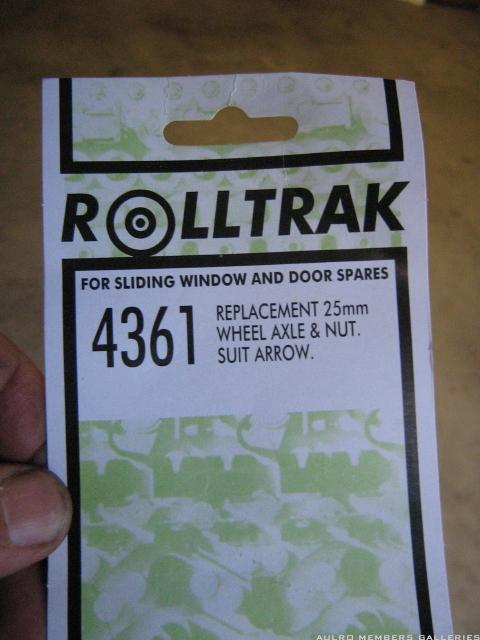 ROLLTRAK
FOR SLIDING WINDOW AND DOOR SPARES
4361
REPLACEMENT 25mm
WHEEL AXLE & NUT.
SUIT ARROW.
AULRO MEMBERS GALLERIES